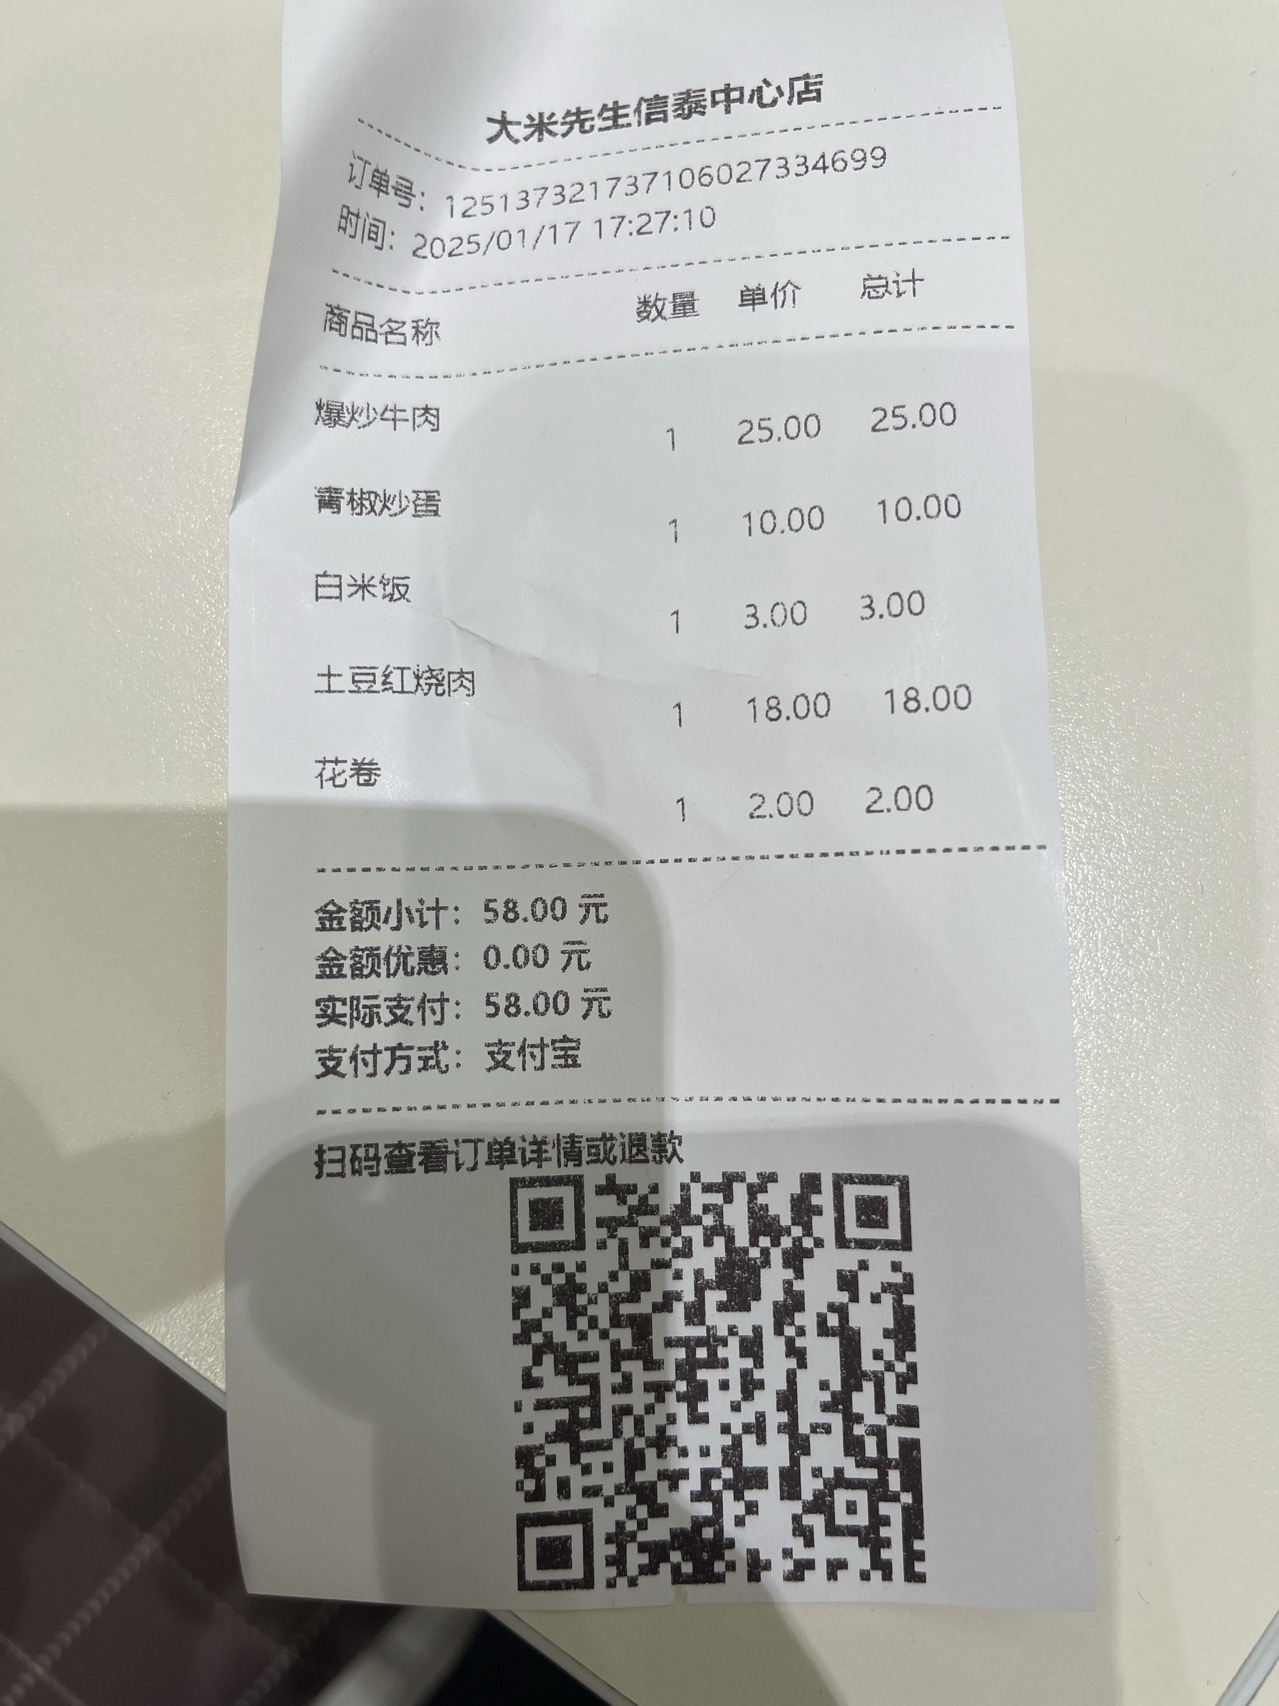 大米先生信泰中心店
订单号：125137321737106027334699
时间：2025/01/17 17:27:10
商品名称 数量 单价 总计
爆炒牛肉 1 25.00 25.00
青椒炒蛋 1 10.00 10.00
白米饭 1 3.00 3.00
土豆红烧肉 1 18.00 18.00
花卷 1 2.00 2.00
金额小计：58.00 元
金额优惠：0.00 元
实际支付：58.00 元
支付方式：支付宝
扫码查看订单详情或退款